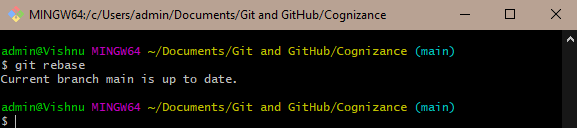 MINGW64:/c/Users/admin/Documents/Git and GitHub/Cognizance
admin@Vishnu MINGW64 ~/Documents/Git and GitHub/Cognizance (main)
$ git rebase
Current branch main is up to date.
admin@Vishnu MINGW64 ~/Documents/Git and GitHub/Cognizance (main)
$